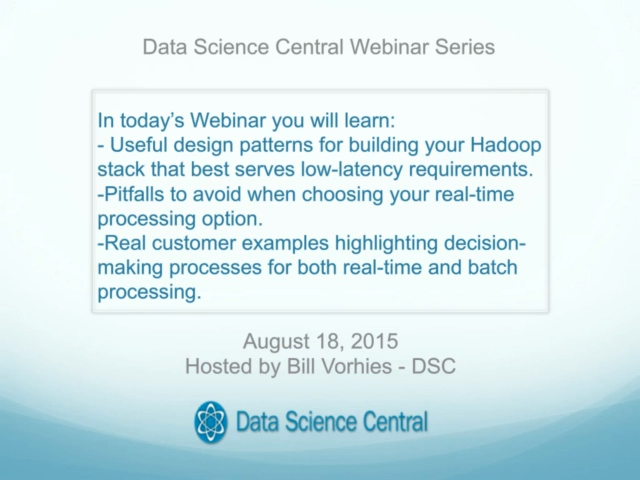 Data Science Central Webinar Series
In today’s Webinar you will learn:
- Useful design patterns for building your Hadoop
stack that best serves low-latency requirements.
-Pitfalls to avoid when choosing your real-time
processing option.
-Real customer examples highlighting decision-
making processes for both real-time and batch
processing.
August 18, 2015
Hosted by Bill Vorhies - DSC
Data Science Central